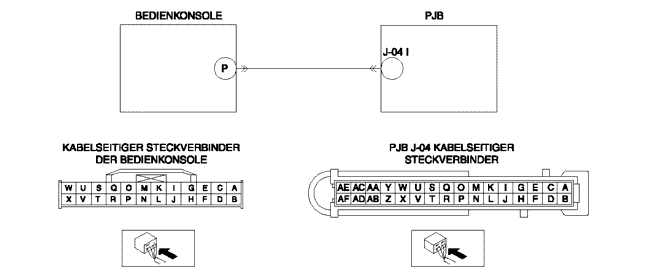 BEDIENKONSOLE
PJB
P
J-04 I
KABELSEITIGER STECKVERBINDER
DER BEDIENKONSOLE
PJB J-04 KABELSEITIGER
STECKVERBINDER
W U S Q O M K I G E C A
X V T R P N L J H F D B
AE AC AA Y W U S Q O M K I G E C A
AF AD AB Z X V T R P N L J H F D B